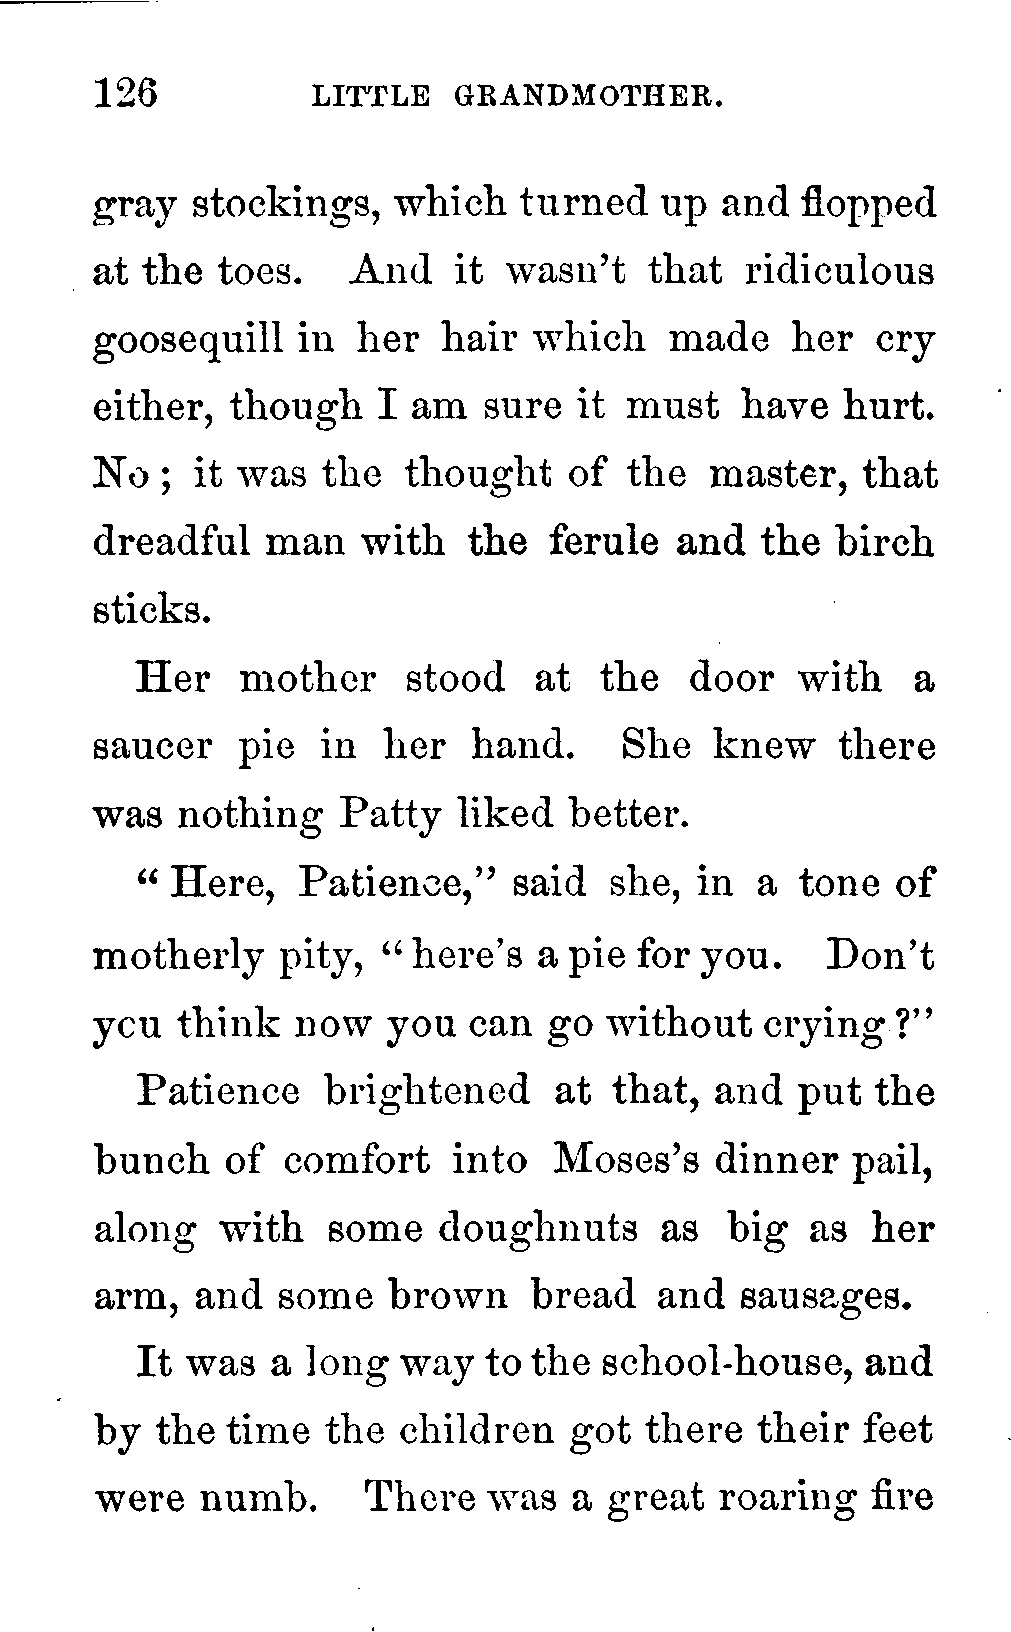 126 LITTLE GRANDMOTHER.
gray stockings, which turned up and flopped
at the toes. And it wasn't that ridiculous
goosequill in her hair which made her cry
either, though I am sure it must have hurt.
No; it was the thought of the master, that
dreadful man with the ferule and the birch
sticks.
Her mother stood at the door with a
saucer pie in her hand. She knew there
was nothing Patty liked better.
"Here, Patience," said she, in a tone of
motherly pity, "here's a pie for you. Don't
you think now you can go without crying?"
Patience brightened at that, and put the
bunch of comfort into Moses's dinner pail,
along with some doughnuts as big as her
arm, and some brown bread and sausages.
It was a long way to the school-house, and
by the time the children got there their feet
were numb. There was a great roaring fire